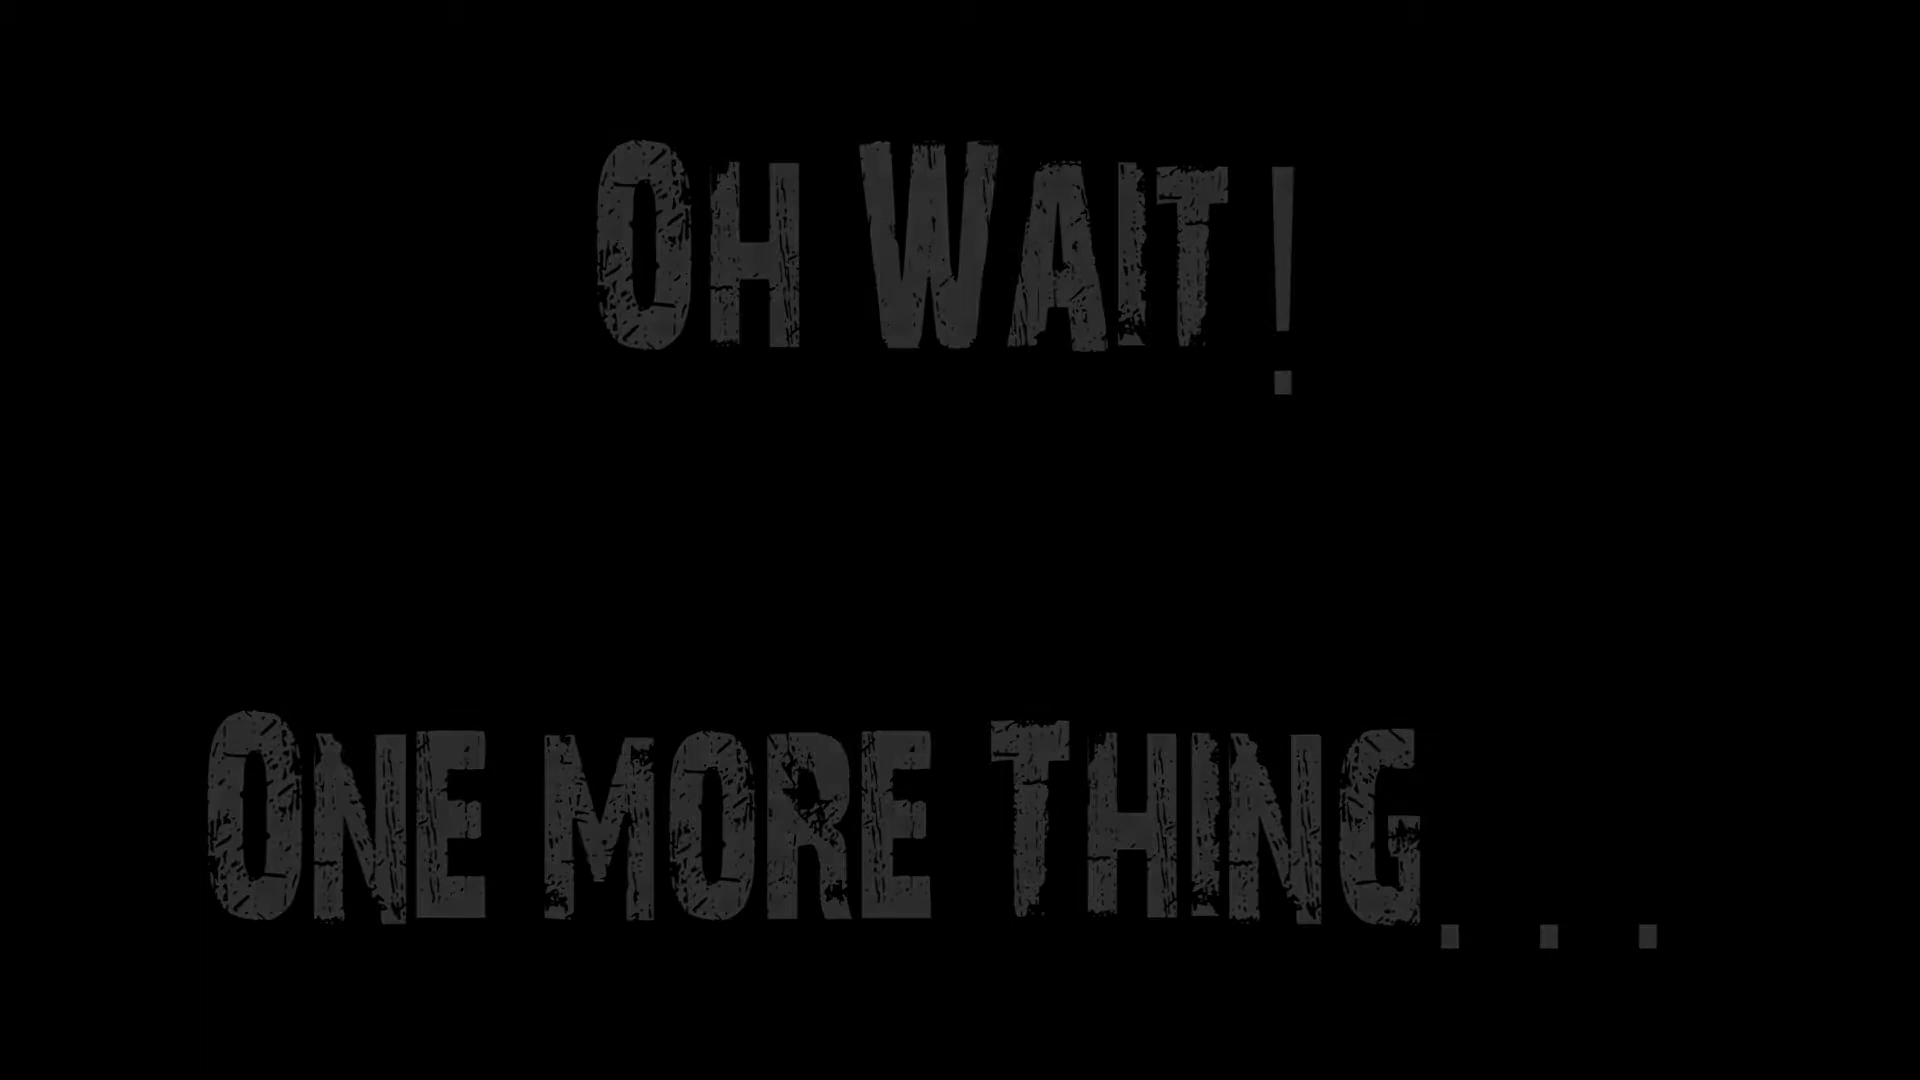 Oh Wait !
One more Thing. . .